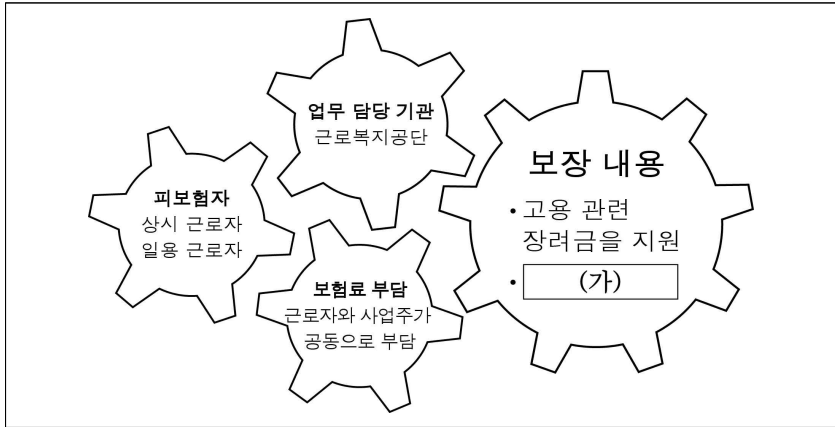 업무 담당 기관
근로복지공단
피보험자
상시 근로자
일용 근로자
보험료 부담
근로자와 사업주가
공동으로 부담
보장 내용
• 고용 관련
장려금을 지원
• (가)